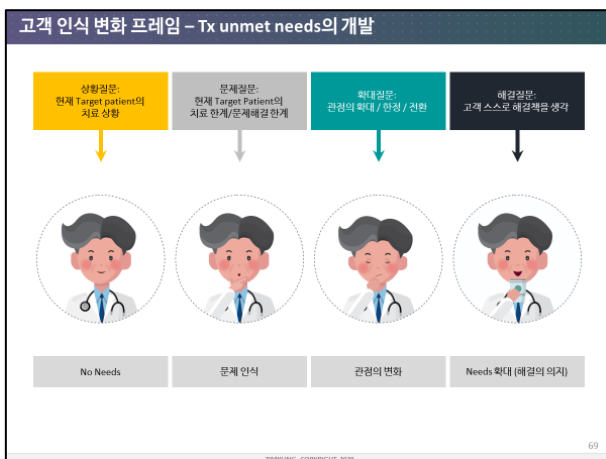 고객 인식 변화 프레임 – Tx unmet needs의 개발
상황질문:
현재 Target patient의
치료 상황
문제질문:
현재 Target Patient의
치료 한계/문제해결 한계
확대질문:
관점의 확대 / 한정 / 전환
해결질문:
고객 스스로 해결책을 생각
No Needs
문제 인식
관점의 변화
Needs 확대 (해결의 의지)
69